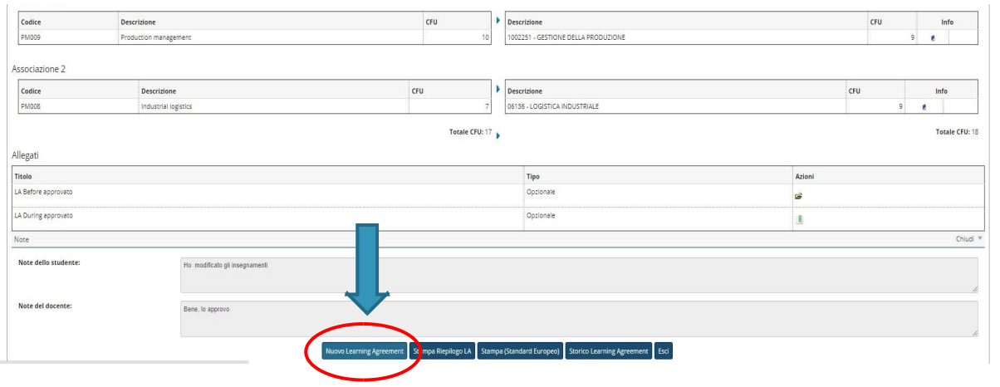 Codice Descrizione CFU Descrizione CFU Info
PM009 Production management 10 1002251 - GESTIONE DELLA PRODUZIONE 9
Associazione 2
Codice Descrizione CFU Descrizione CFU Info
PM008 Industrial logistics 7 06136 - LOGISTICA INDUSTRIALE 9
Totale CFU: 17 Totale CFU: 18
Allegati
Titolo Tipo Azioni
LA Before approvato Opzionale
LA During approvato Opzionale
Note Chiudi
Note dello studente: Ho modificato gli insegnamenti
Note del docente: Bene, lo approvo
Nuovo Learning Agreement Stampa Riepilogo LA Stampa (Standard Europeo) Storico Learning Agreement Esci